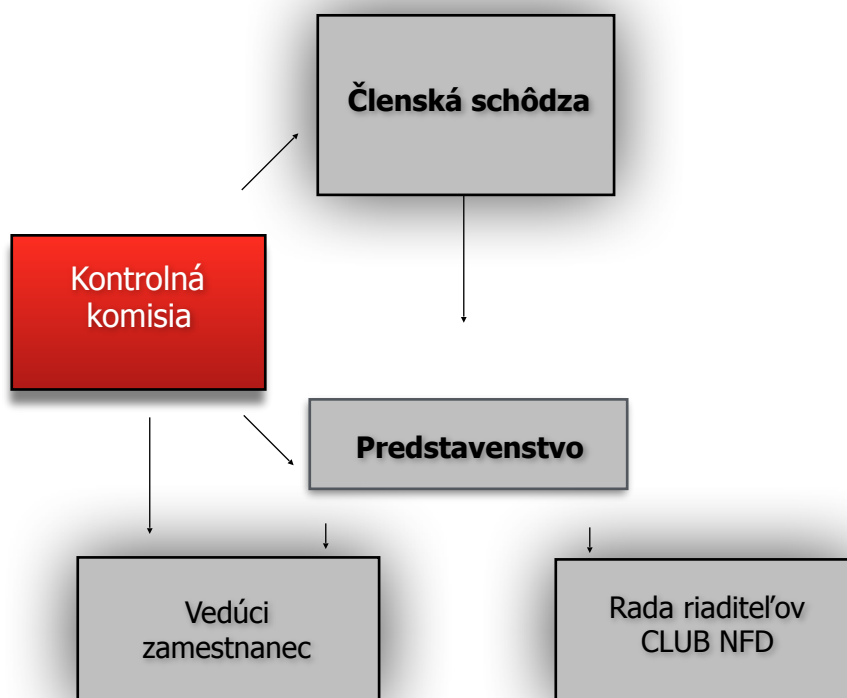 Členská schôdza
Kontrolná
komisia
Predstavenstvo
Vedúci
zamestnanec
Rada riaditeľov
CLUB NFD